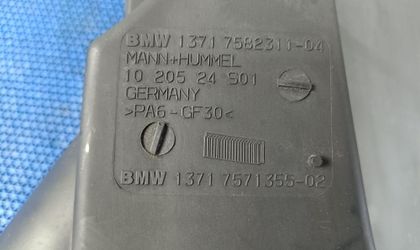 BMW 1371 7582311-04
MANN+HUMMEL
10 205 24 S01
GERMANY
>PA6-GF30<
BMW 1371 7571355-02